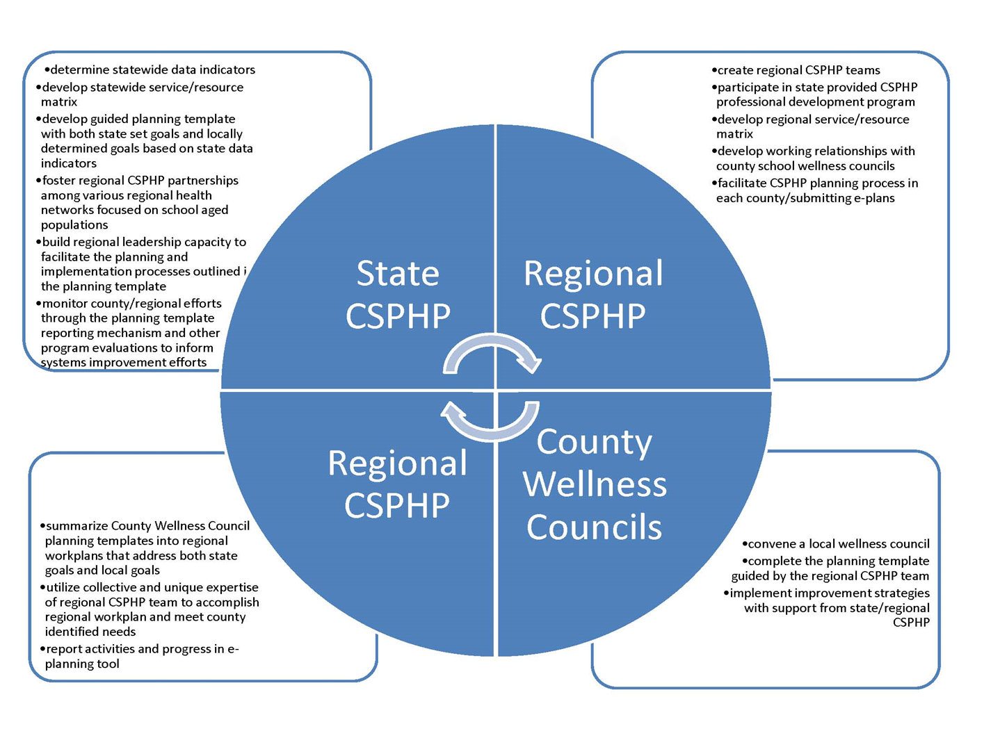 •determine statewide data indicators
•develop statewide service/resource
matrix
•develop guided planning template
with both state set goals and locally
determined goals based on state data
indicators
•foster regional CSPHP partnerships
among various regional health
networks focused on school aged
populations
•build regional leadership capacity to
facilitate the planning and
implementation processes outlined i
the planning template
•monitor county/regional efforts
through the planning template
reporting mechanism and other
program evaluations to inform
systems improvement efforts
•create regional CSPHP teams
•participate in state provided CSPHP
professional development program
•develop regional service/resource
matrix
•develop working relationships with
county school wellness councils
•facilitate CSPHP planning process in
each county/submitting e-plans
State
CSPHP
Regional
CSPHP
Regional
CSPHP
County
Wellness
Councils
•summarize County Wellness Council
planning templates into regional
workplans that address both state
goals and local goals
•utilize collective and unique expertise
of regional CSPHP team to accomplish
regional workplan and meet county
identified needs
•report activities and progress in e-
planning tool
•convene a local wellness council
•complete the planning template
guided by the regional CSPHP team
•implement improvement strategies
with support from state/regional
CSPHP